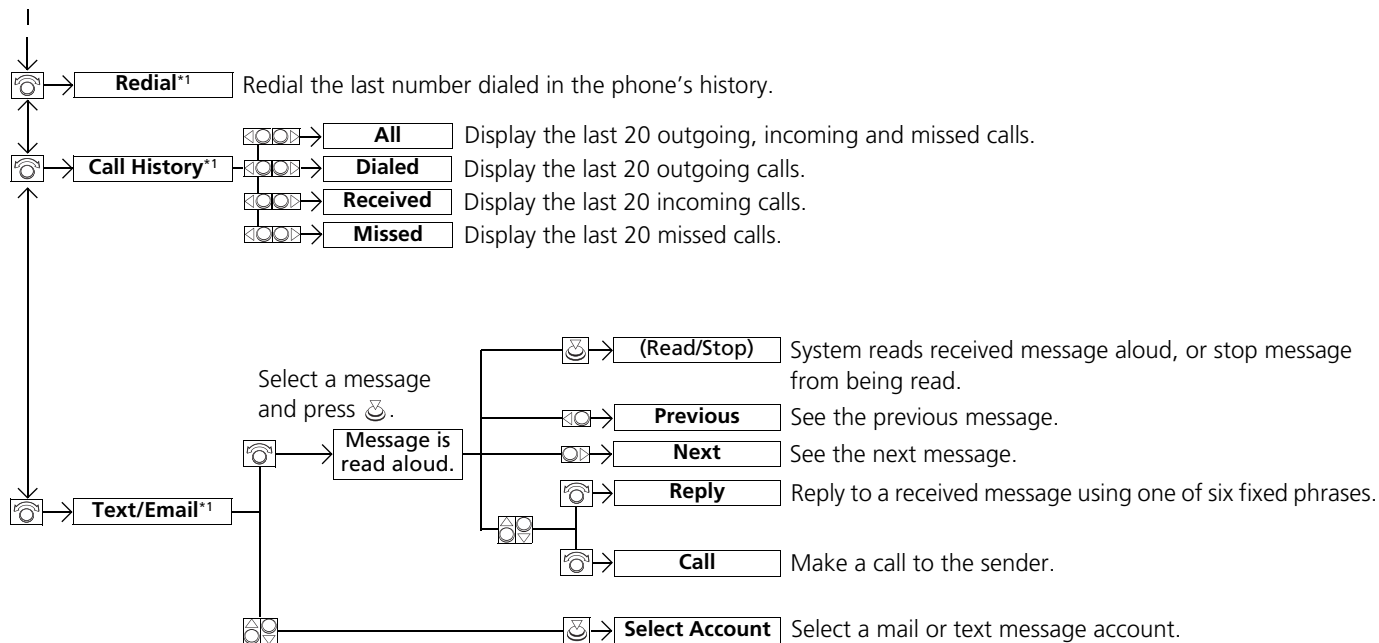 Redial*1 Redial the last number dialed in the phone’s history.
All Display the last 20 outgoing, incoming and missed calls.
Call History*1 Dialed Display the last 20 outgoing calls.
Received Display the last 20 incoming calls.
Missed Display the last 20 missed calls.
(Read/Stop) System reads received message aloud, or stop message
from being read.
Select a message
and press .
Previous See the previous message.
Message is
read aloud.
Next See the next message.
Reply Reply to a received message using one of six fixed phrases.
Text/Email*1
Call Make a call to the sender.
Select Account Select a mail or text message account.